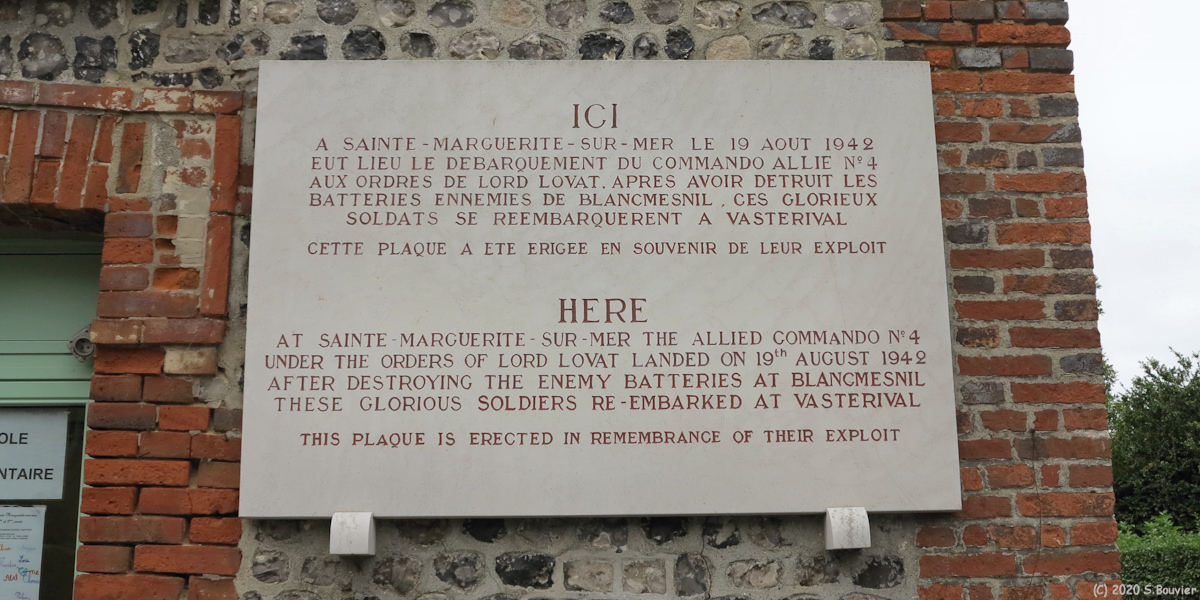 ICI
A SAINTE-MARGUERITE-SUR-MER LE 19 AOUT 1942
EUT LIEU LE DEBARQUEMENT DU COMMANDO ALLIE Nº 4
AUX ORDRES DE LORD LOVAT. APRES AVOIR DETRUIT LES
BATTERIES ENNEMIES DE BLANCMESNIL, CES GLORIEUX
SOLDATS SE REEMBARQUERENT A VASTERIVAL
CETTE PLAQUE A ETE ERIGEE EN SOUVENIR DE LEUR EXPLOIT
HERE
AT SAINTE-MARGUERITE-SUR-MER THE ALLIED COMMANDO Nº 4
UNDER THE ORDERS OF LORD LOVAT LANDED ON 19th AUGUST 1942
AFTER DESTROYING THE ENEMY BATTERIES AT BLANCMESNIL
THESE GLORIOUS SOLDIERS RE-EMBARKED AT VASTERIVAL
THIS PLAQUE IS ERECTED IN REMEMBRANCE OF THEIR EXPLOIT
OLE
NTAIRE
(C) 2020 S.Bouvier